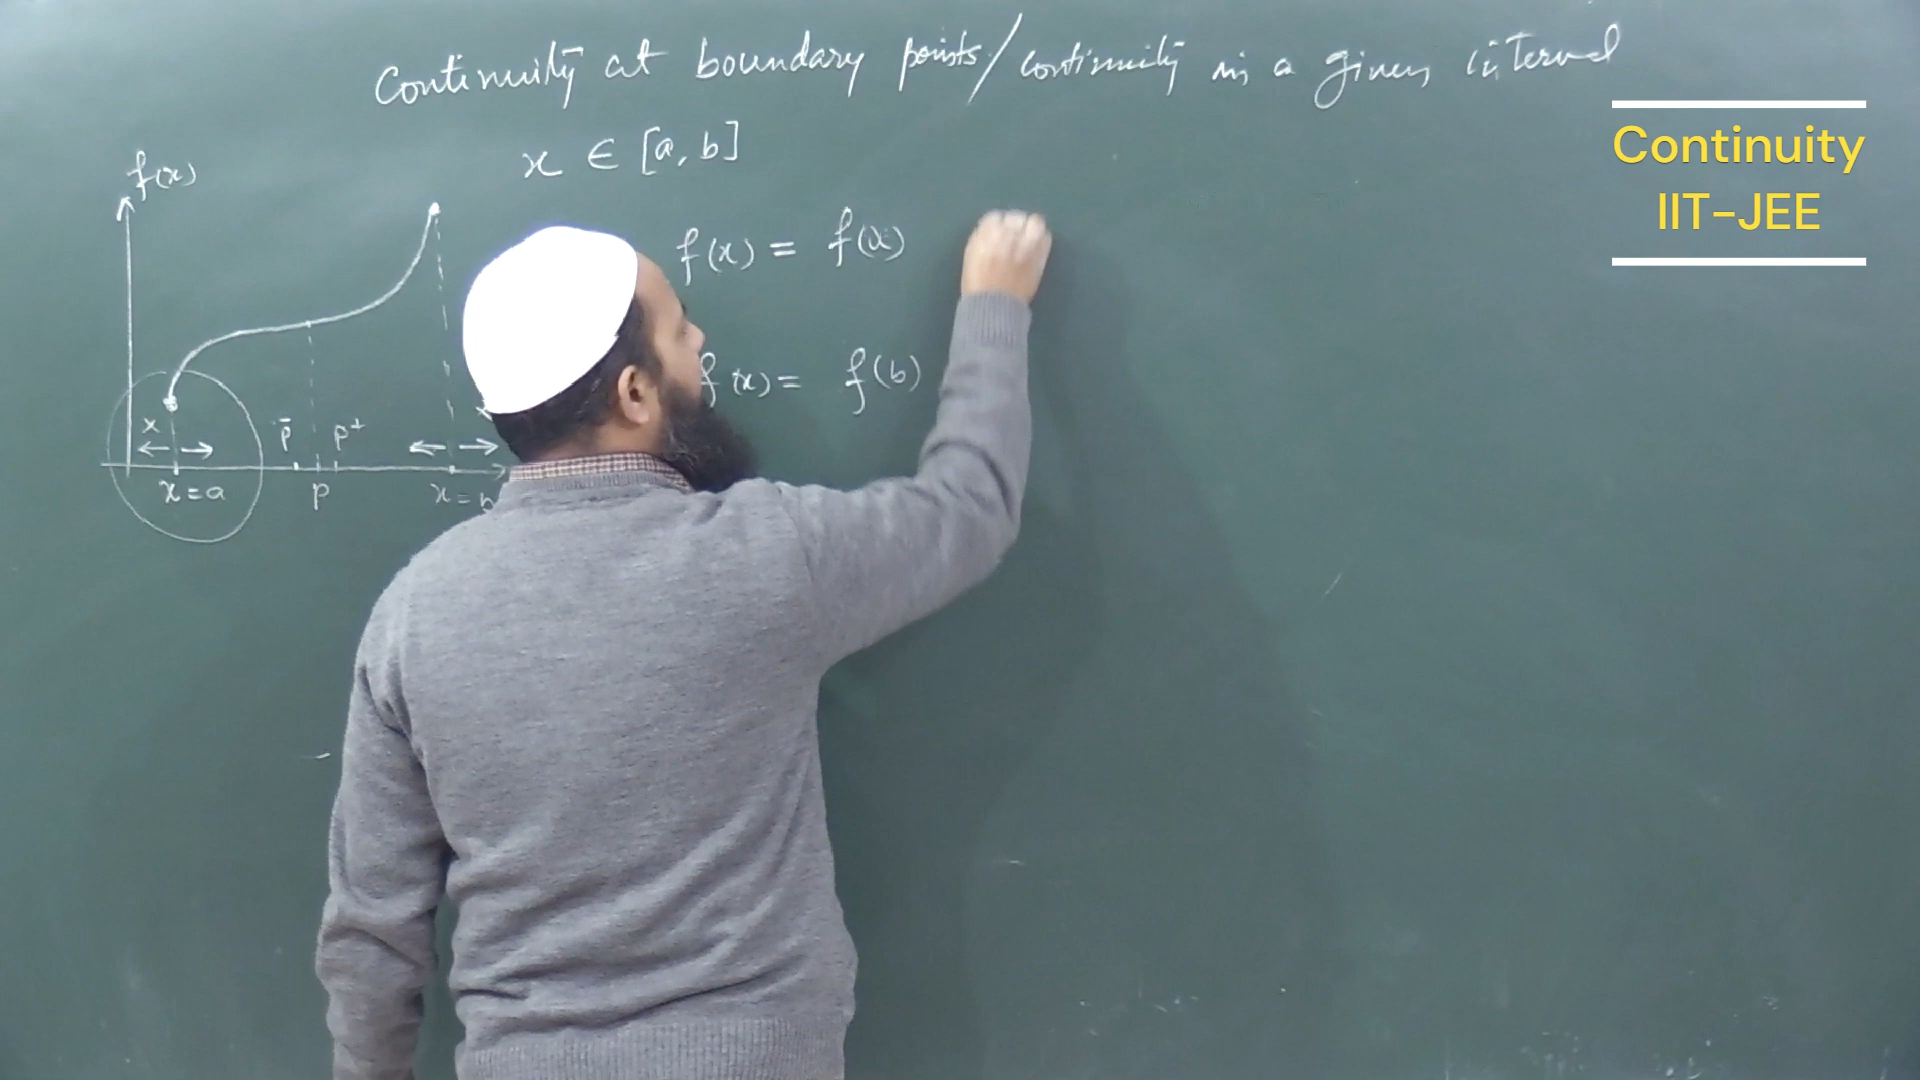 Continuity at boundary points/continuity in a given interval
Continuity
IIT-JEE
x ∈ [a, b]
f(x)
f(x) = f(x)
f(x) = f(b)
x
x
p⁻ p⁺
x = a
p
x = b